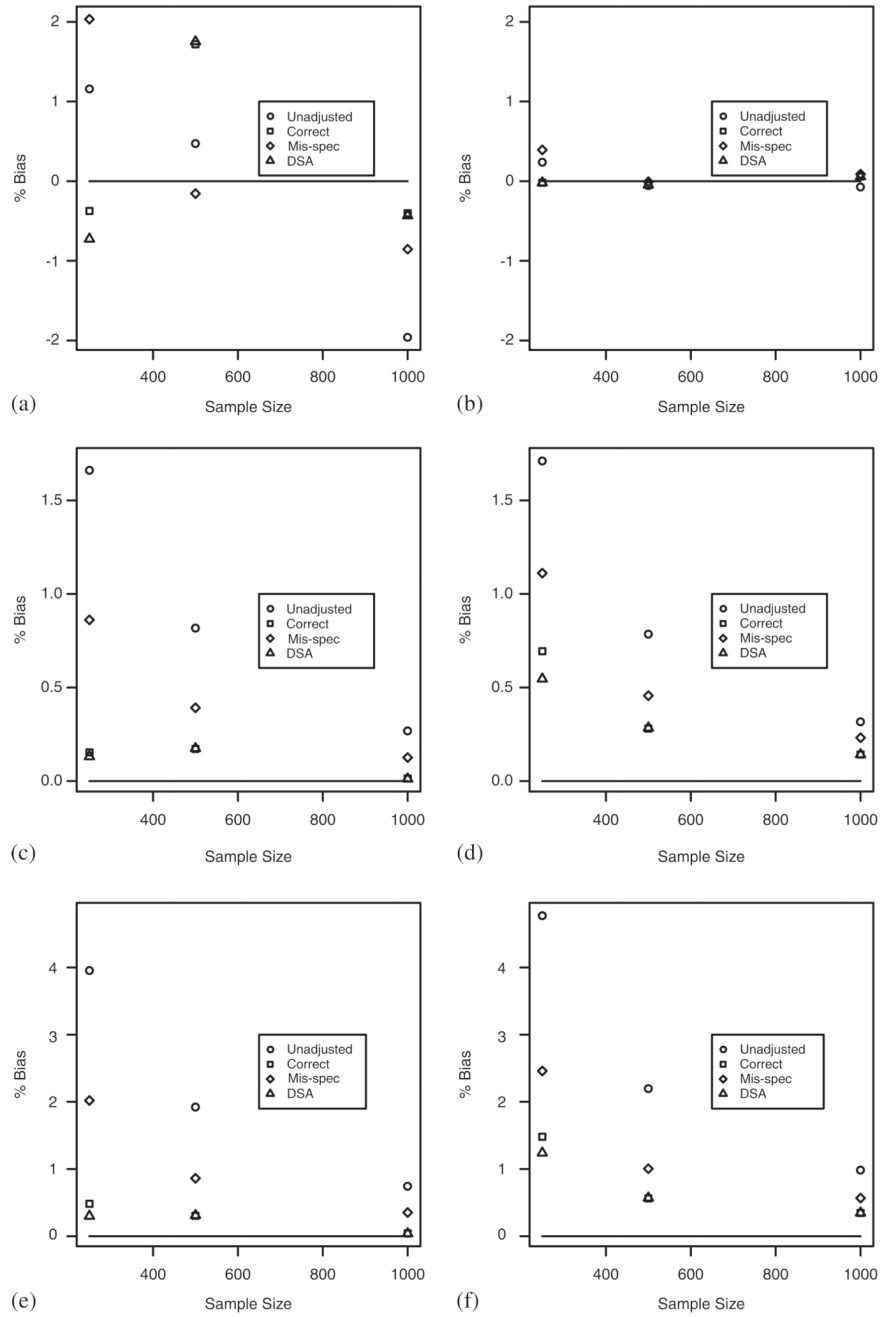 2
1
0
-1
-2
% Bias
Unadjusted
Correct
Mis-spec
DSA
400
600
800
1000
Sample Size
(a)
2
1
0
-1
-2
% Bias
Unadjusted
Correct
Mis-spec
DSA
400
600
800
1000
Sample Size
(b)
1.5
1.0
0.5
0.0
% Bias
Unadjusted
Correct
Mis-spec
DSA
400
600
800
1000
Sample Size
(c)
1.5
1.0
0.5
0.0
% Bias
Unadjusted
Correct
Mis-spec
DSA
400
600
800
1000
Sample Size
(d)
4
3
2
1
0
% Bias
Unadjusted
Correct
Mis-spec
DSA
400
600
800
1000
Sample Size
(e)
4
3
2
1
0
% Bias
Unadjusted
Correct
Mis-spec
DSA
400
600
800
1000
Sample Size
(f)